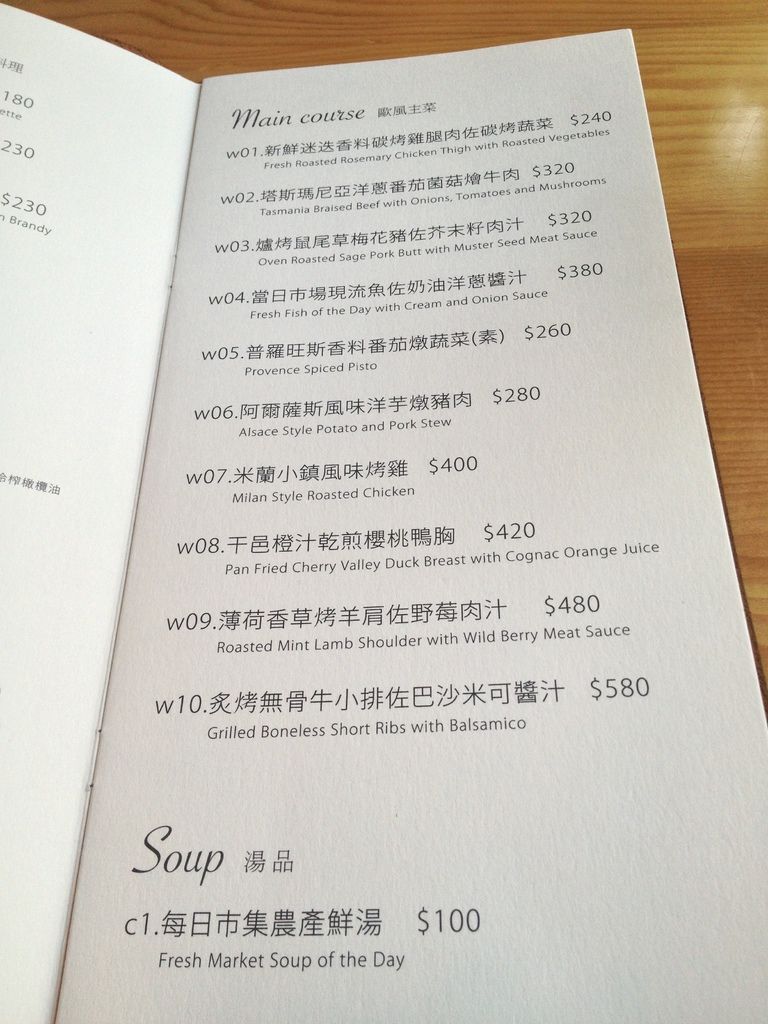 料理
180
ette
230
$230
n Brandy
冷榨橄欖油
Main course 歐風主菜
w01.新鮮迷迭香料碳烤雞腿肉佐碳烤蔬菜 $240
Fresh Roasted Rosemary Chicken Thigh with Roasted Vegetables
w02.塔斯瑪尼亞洋蔥番茄菌菇燴牛肉 $320
Tasmania Braised Beef with Onions, Tomatoes and Mushrooms
w03.爐烤鼠尾草梅花豬佐芥末籽肉汁 $320
Oven Roasted Sage Pork Butt with Muster Seed Meat Sauce
w04.當日市場現流魚佐奶油洋蔥醬汁 $380
Fresh Fish of the Day with Cream and Onion Sauce
w05.普羅旺斯香料番茄燉蔬菜(素) $260
Provence Spiced Pisto
w06.阿爾薩斯風味洋芋燉豬肉 $280
Alsace Style Potato and Pork Stew
w07.米蘭小鎮風味烤雞 $400
Milan Style Roasted Chicken
w08.干邑橙汁乾煎櫻桃鴨胸 $420
Pan Fried Cherry Valley Duck Breast with Cognac Orange Juice
w09.薄荷香草烤羊肩佐野莓肉汁 $480
Roasted Mint Lamb Shoulder with Wild Berry Meat Sauce
w10.炙烤無骨牛小排佐巴沙米可醬汁 $580
Grilled Boneless Short Ribs with Balsamico
Soup 湯品
c1.每日市集農產鮮湯 $100
Fresh Market Soup of the Day